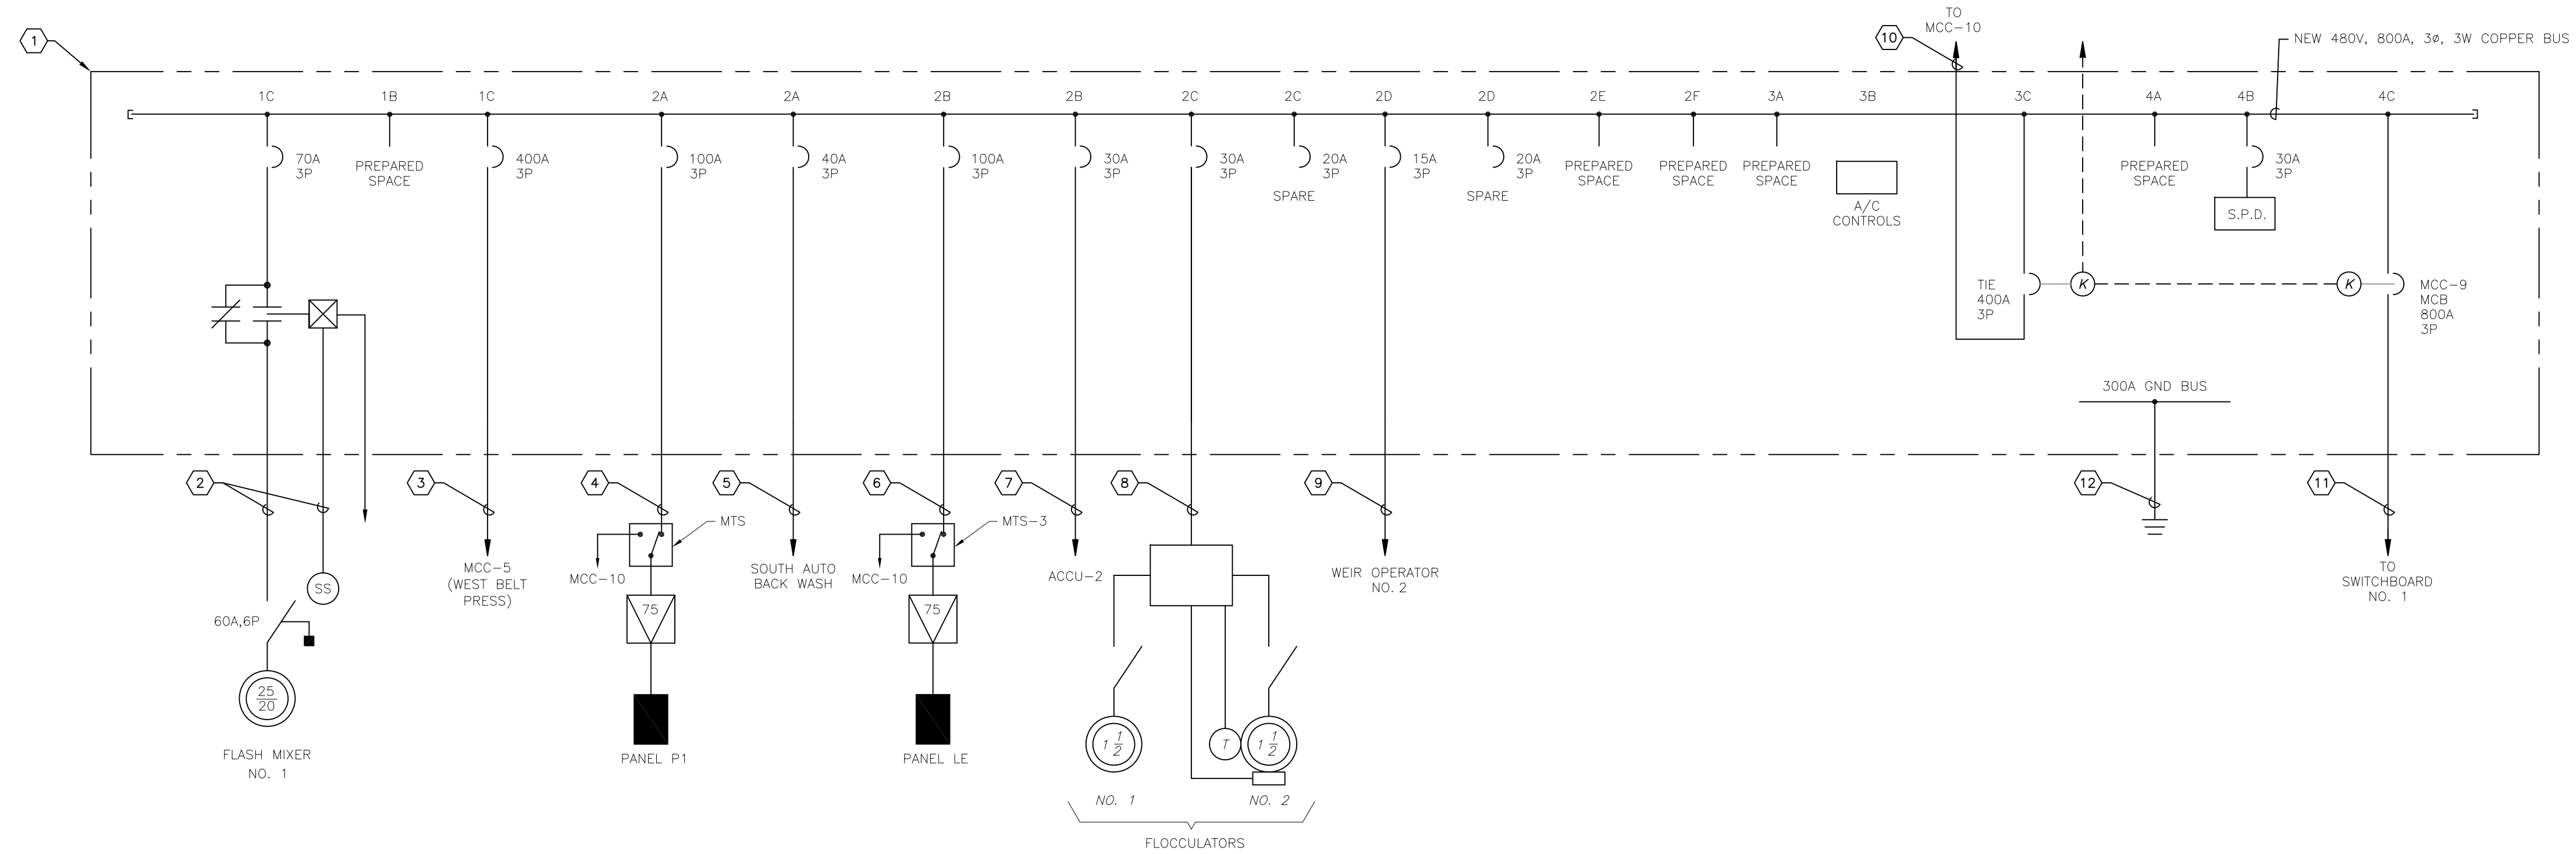 TO
MCC-10
1
10
NEW 480V, 800A, 3ø, 3W COPPER BUS
1C
1B
1C
2A
2A
2B
2B
2C
2C
2D
2D
2E
2F
3A
3B
3C
4A
4B
4C
70A
3P
PREPARED
SPACE
400A
3P
100A
3P
40A
3P
100A
3P
30A
3P
30A
3P
20A
3P
SPARE
15A
3P
20A
3P
SPARE
PREPARED
SPACE
PREPARED
SPACE
PREPARED
SPACE
A/C
CONTROLS
PREPARED
SPACE
30A
3P
S.P.D.
TIE
400A
3P
K
K
MCC-9
MCB
800A
3P
300A GND BUS
2
3
4
5
6
7
8
9
12
11
MTS
MTS-3
MCC-10
MCC-10
MCC-5
(WEST BELT
PRESS)
SOUTH AUTO
BACK WASH
ACCU-2
WEIR OPERATOR
NO. 2
TO
SWITCHBOARD
NO. 1
SS
60A,6P
75
75
25
20
FLASH MIXER
NO. 1
PANEL P1
PANEL LE
1 1/2
T
1 1/2
NO. 1
NO. 2
FLOCCULATORS